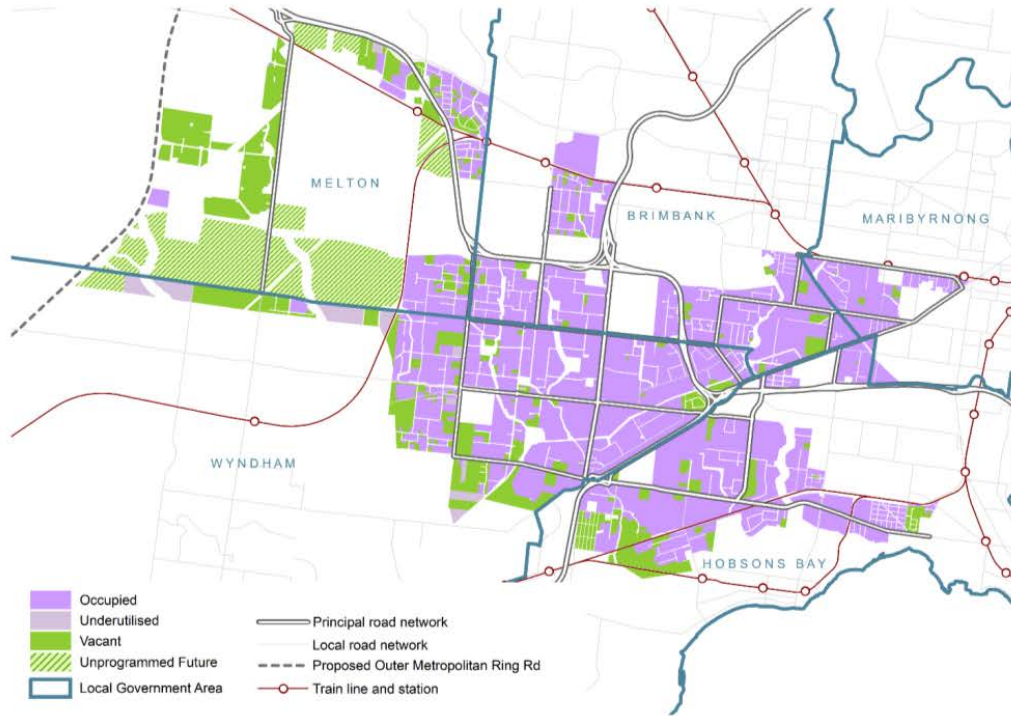 MELTON
BRIMBANK
MARIBYRNONG
WYNDHAM
HOBSONS BAY
Occupied
Underutilised
Vacant
Unprogrammed Future
Local Government Area
Principal road network
Local road network
Proposed Outer Metropolitan Ring Rd
Train line and station